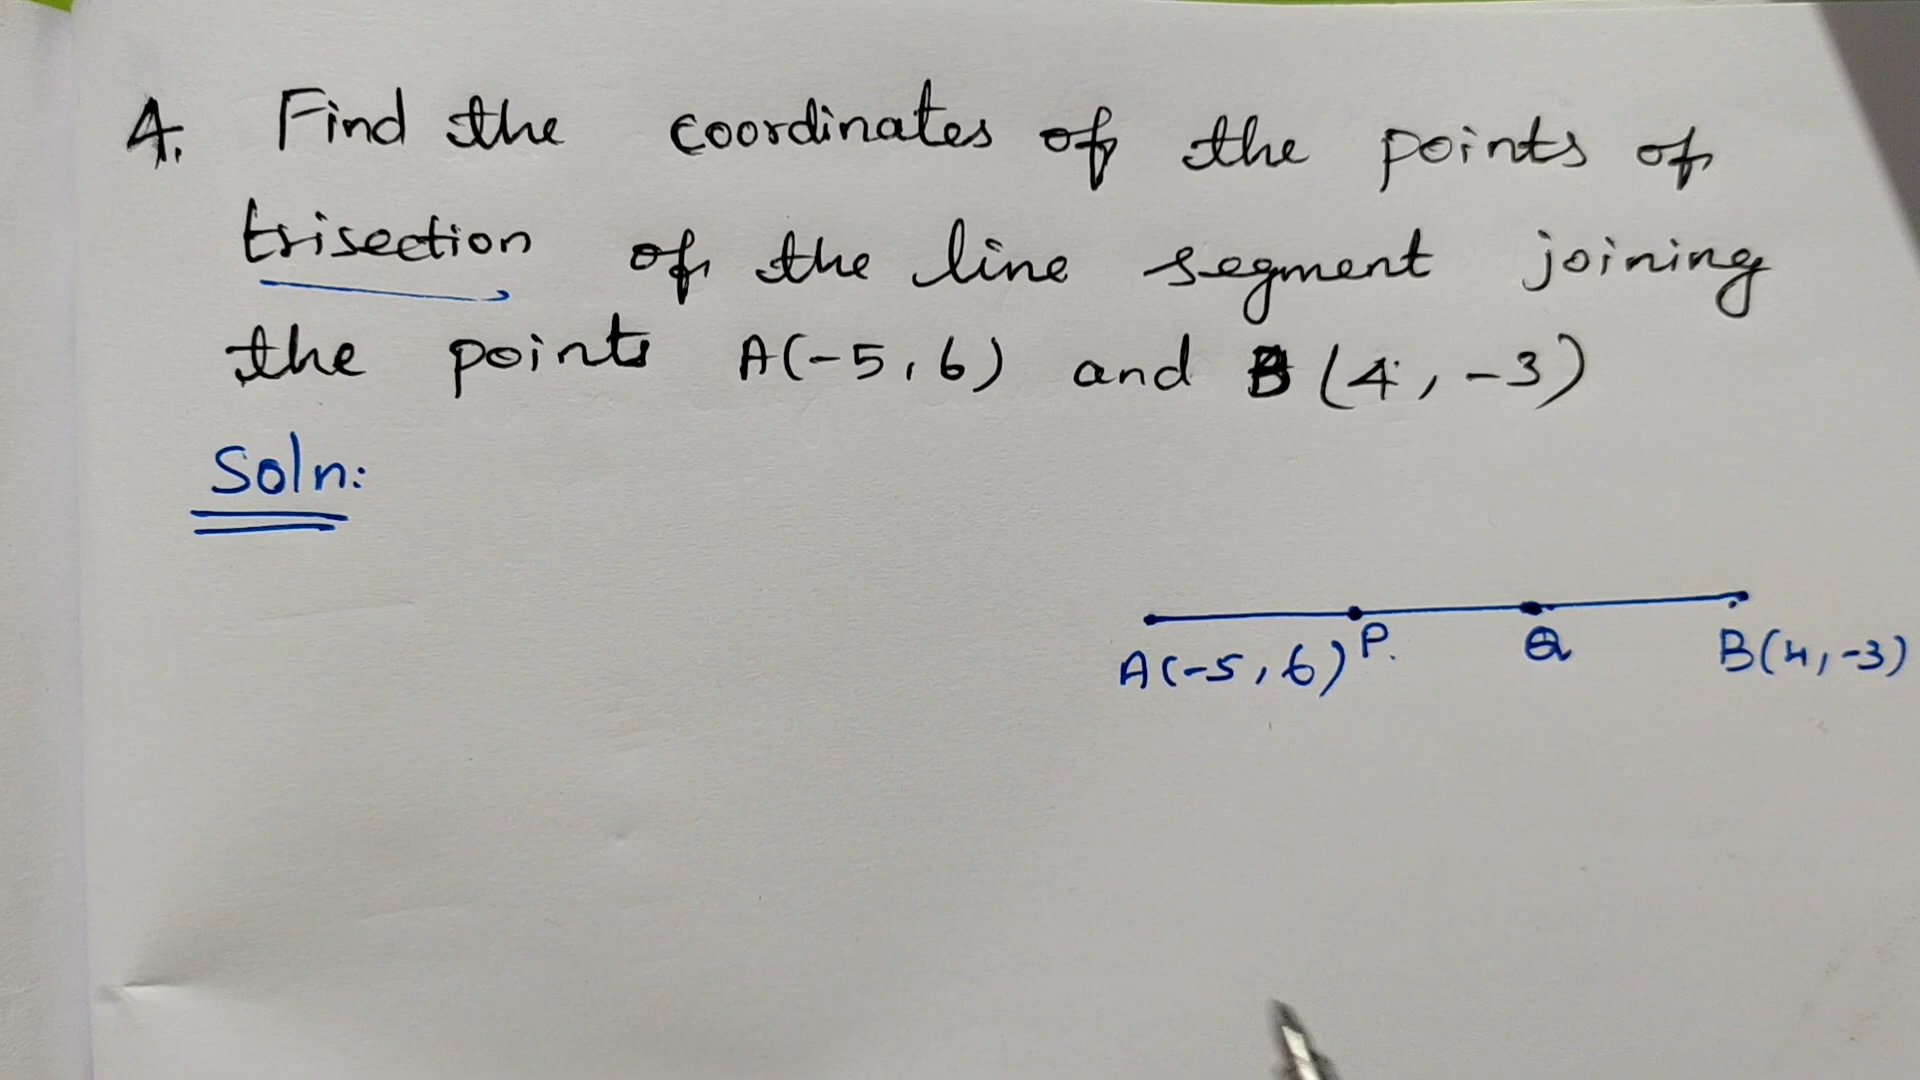 4. Find the coordinates of the points of
trisection of the line segment joining
the points A(-5,6) and B(4,-3)
Soln:
A(-5,6) P. Q B(4,-3)